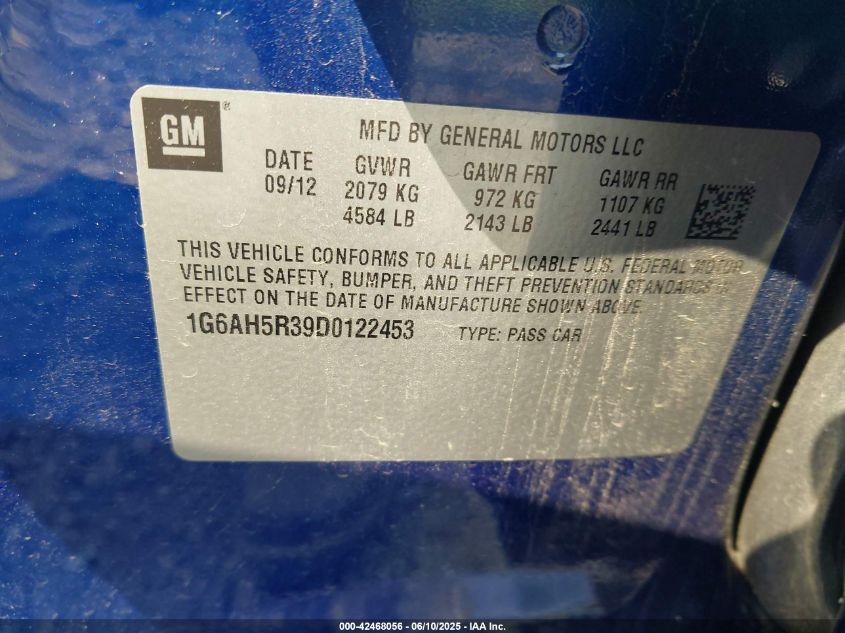 GM®
MFD BY GENERAL MOTORS LLC
DATE GVWR GAWR FRT GAWR RR
09/12 2079 KG 972 KG 1107 KG
4584 LB 2143 LB 2441 LB
THIS VEHICLE CONFORMS TO ALL APPLICABLE U.S. FEDERAL MOTOR
VEHICLE SAFETY, BUMPER, AND THEFT PREVENTION STANDARDS
EFFECT ON THE DATE OF MANUFACTURE SHOWN ABOVE.
1G6AH5R39D0122453 TYPE: PASS CAR
000-42468056 - 06/10/2025 - IAA Inc.